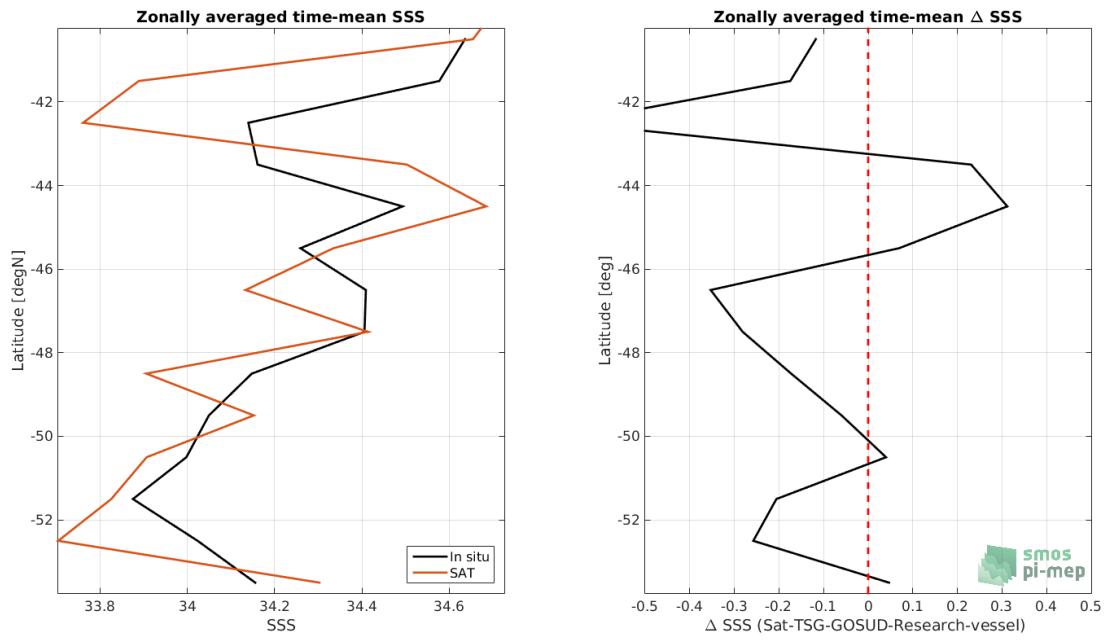 Zonally averaged time-mean SSS
Latitude [degN]
-42
-44
-46
-48
-50
-52
33.8 34 34.2 34.4 34.6
SSS
In situ
SAT
Zonally averaged time-mean Δ SSS
Latitude [deg]
-42
-44
-46
-48
-50
-52
-0.5 -0.4 -0.3 -0.2 -0.1 0 0.1 0.2 0.3 0.4 0.5
Δ SSS (Sat-TSG-GOSUD-Research-vessel)
smos
pi-mep